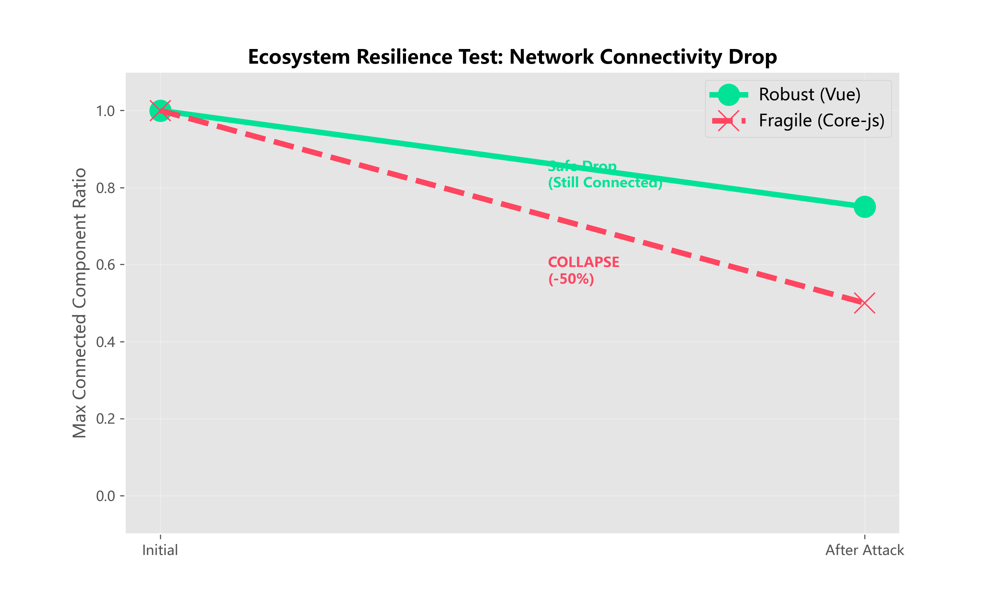 Ecosystem Resilience Test: Network Connectivity Drop
Robust (Vue)
Fragile (Core-js)
Max Connected Component Ratio
1.0
0.8
0.6
0.4
0.2
0.0
Safe Drop
(Still Connected)
COLLAPSE
(-50%)
Initial
After Attack